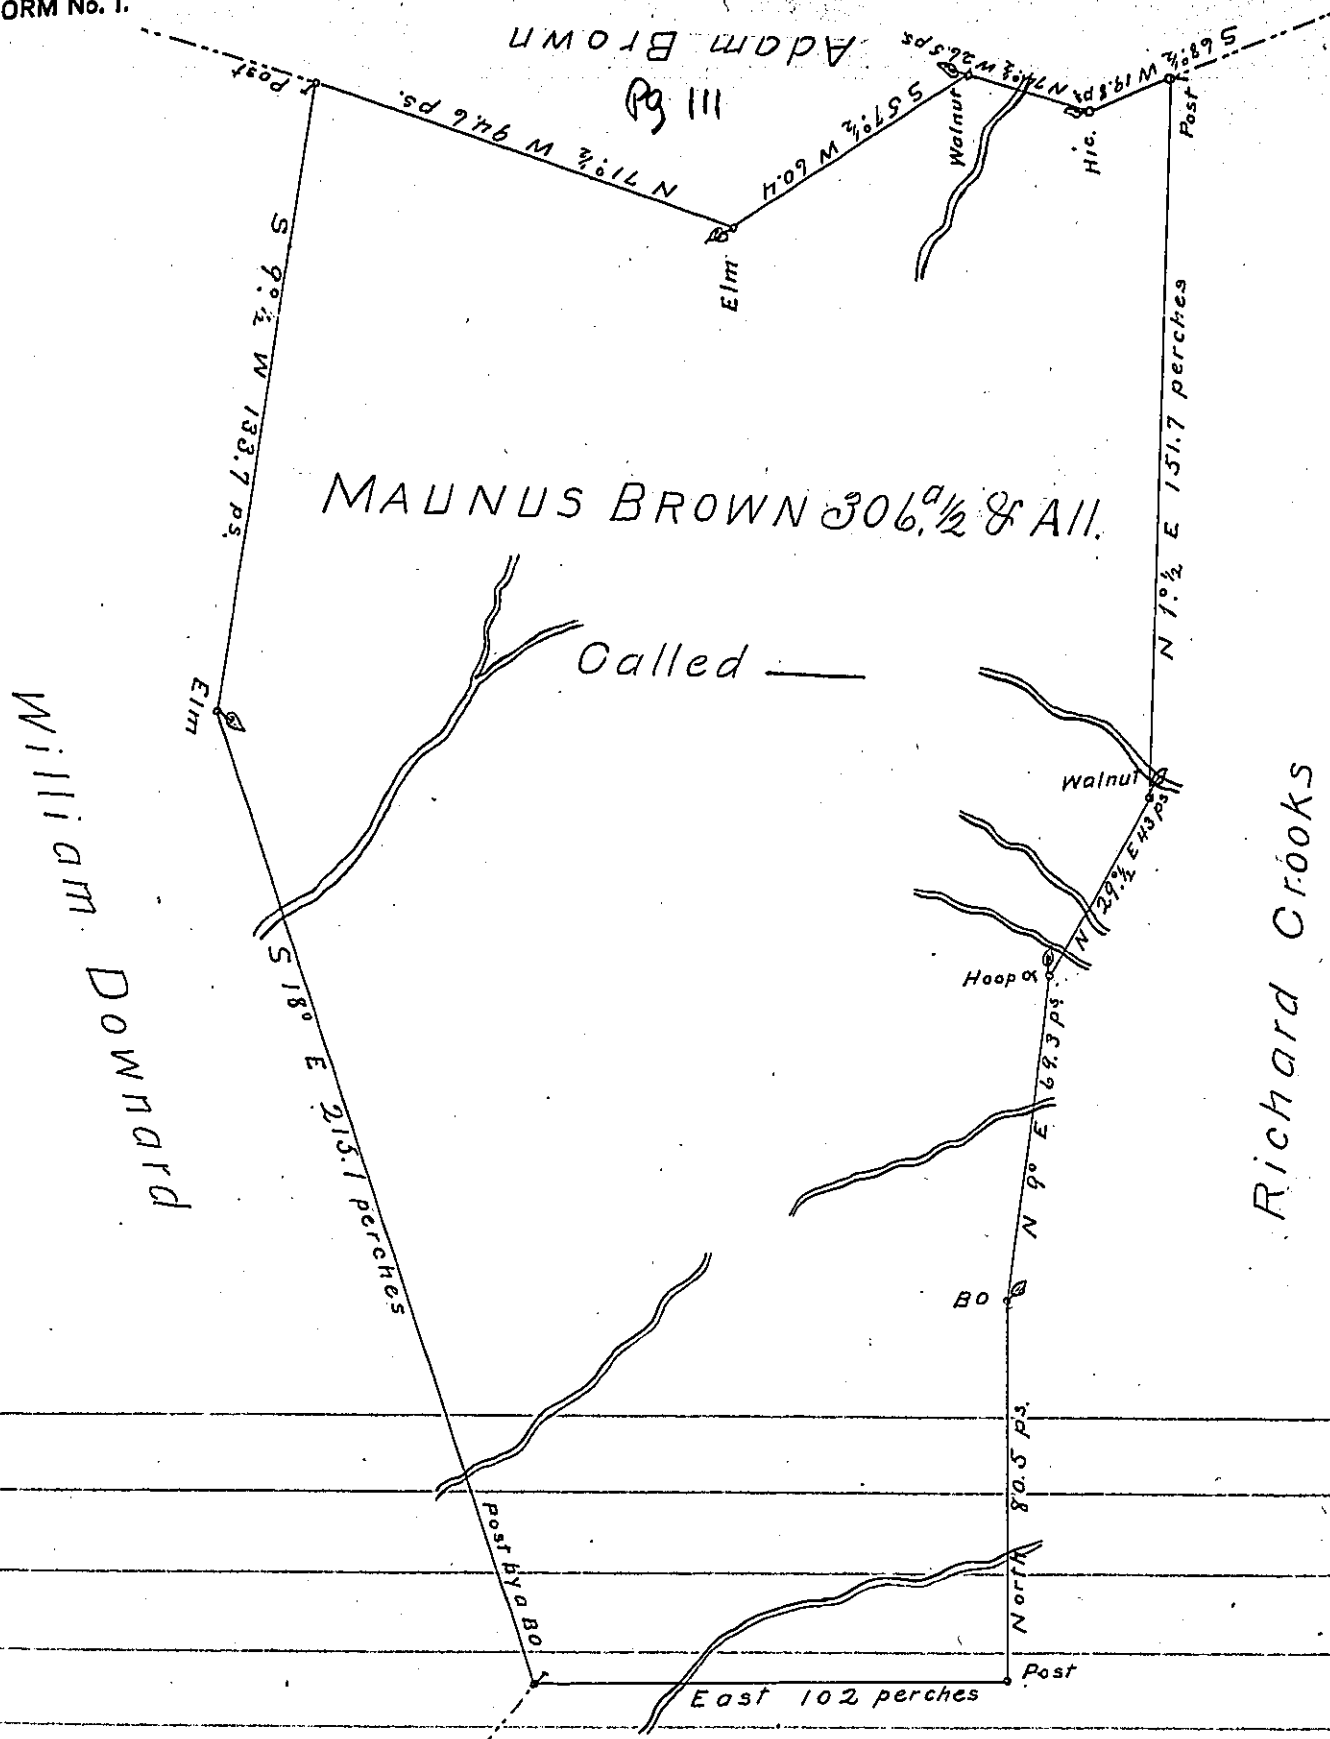 ORM No. 1.
Adam Brown
Pg 111
Post
N 71°½ W 94.6 ps.
Elm
S 57°½ W 60.4
Walnut
N 74°½ W 26.5 ps.
Hic.
S 68°½ W 19.8 ps
Post
S 9°½ W 133.7 ps.
N 1°½ E 151.7 perches
MAUNUS BROWN 306.a½ & All.
Called ——
Elm
William Downard
Walnut
N 29°½ E 43 ps
Richard Crooks
Hoop α
N 9° E 69.3 ps.
S 18° E 215.1 perches
BO
North 80.5 ps.
Post by a BO
East 102 perches
Post